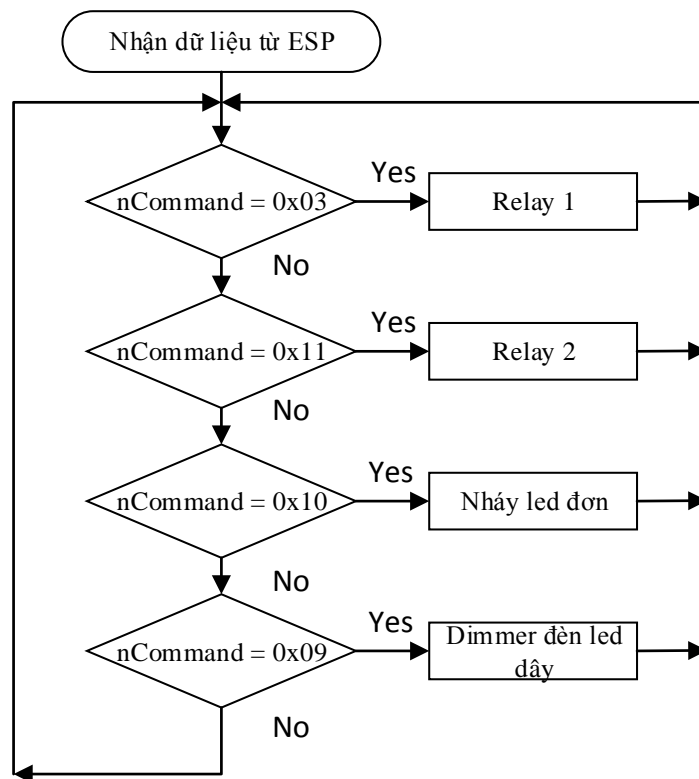 Nhận dữ liệu từ ESP
Yes
nCommand = 0x03
Relay 1
No
Yes
nCommand = 0x11
Relay 2
No
Yes
nCommand = 0x10
Nháy led đơn
No
Yes
nCommand = 0x09
Dimmer đèn led
dây
No